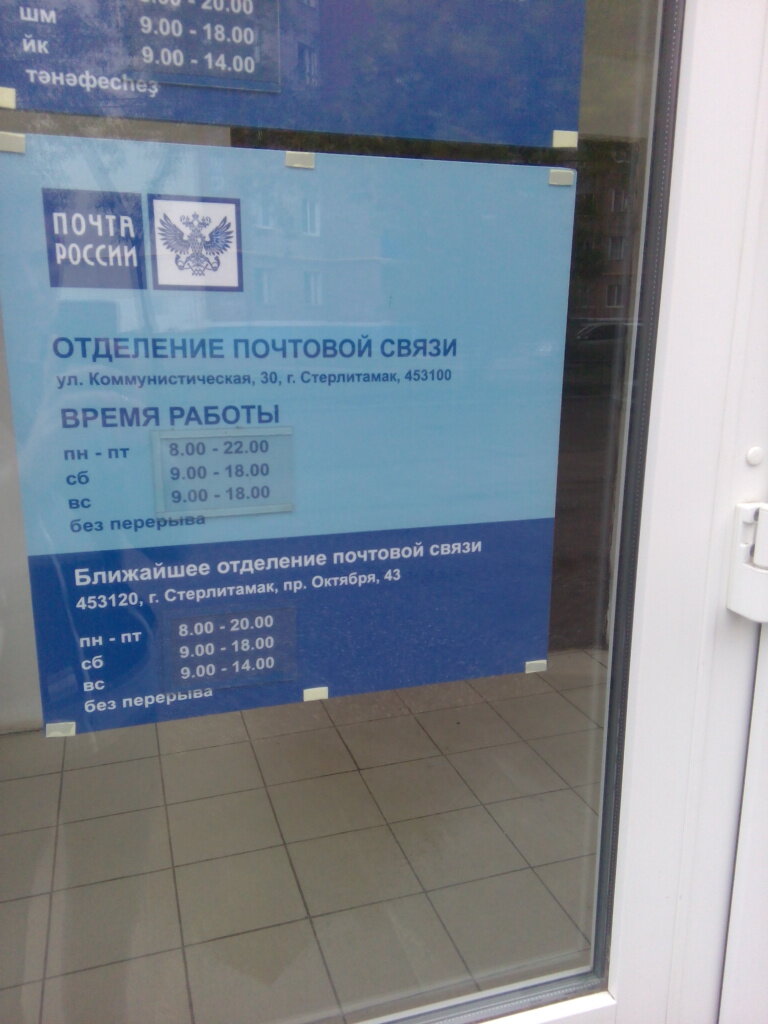 20.00
шм 9.00 - 18.00
йк 9.00 - 14.00
тәнәфесһеҙ
ПОЧТА
РОССИИ
ОТДЕЛЕНИЕ ПОЧТОВОЙ СВЯЗИ
ул. Коммунистическая, 30, г. Стерлитамак, 453100
ВРЕМЯ РАБОТЫ
пн - пт 8.00 - 22.00
сб 9.00 - 18.00
вс 9.00 - 18.00
без перерыва
Ближайшее отделение почтовой связи
453120, г. Стерлитамак, пр. Октября, 43
пн - пт 8.00 - 20.00
сб 9.00 - 18.00
вс 9.00 - 14.00
без перерыва